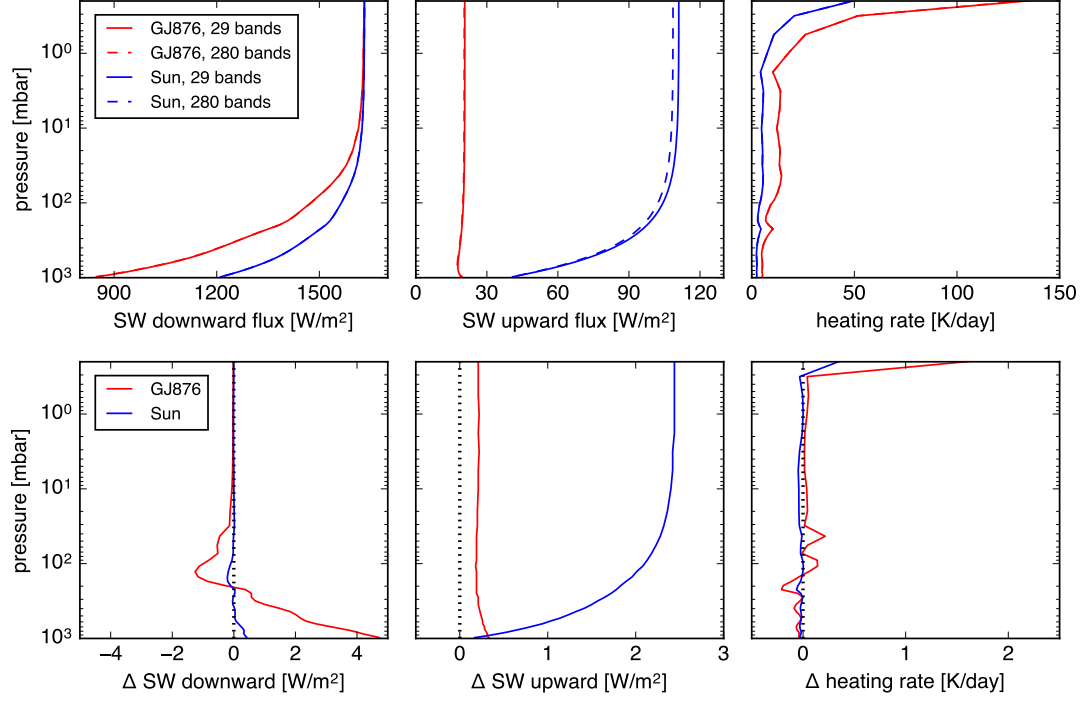 GJ876, 29 bands
GJ876, 280 bands
Sun, 29 bands
Sun, 280 bands
pressure [mbar]
10⁰
10¹
10²
10³
900 1200 1500
SW downward flux [W/m²]
0 30 60 90 120
SW upward flux [W/m²]
0 50 100 150
heating rate [K/day]
GJ876
Sun
pressure [mbar]
10⁰
10¹
10²
10³
−4 −2 0 2 4
Δ SW downward [W/m²]
0 1 2 3
Δ SW upward [W/m²]
0 1 2
Δ heating rate [K/day]